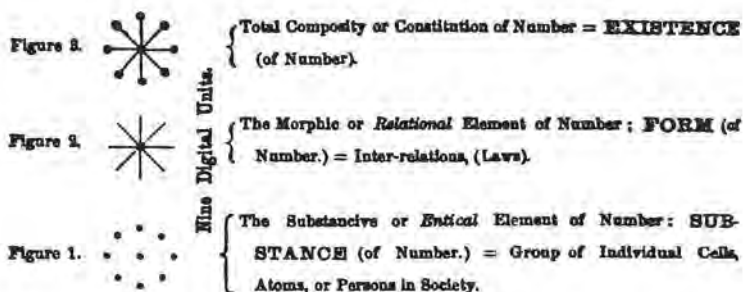 Figure 3.
Total Composity or Constitution of Number = EXISTENCE
(of Number).
Nine Digital Units.
Figure 2.
The Morphic or Relational Element of Number; FORM (of
Number.) = Inter-relations, (Laws).
Figure 1.
The Substancive or Entical Element of Number: SUB-
STANCE (of Number.) = Group of Individual Cells,
Atoms, or Persons in Society.